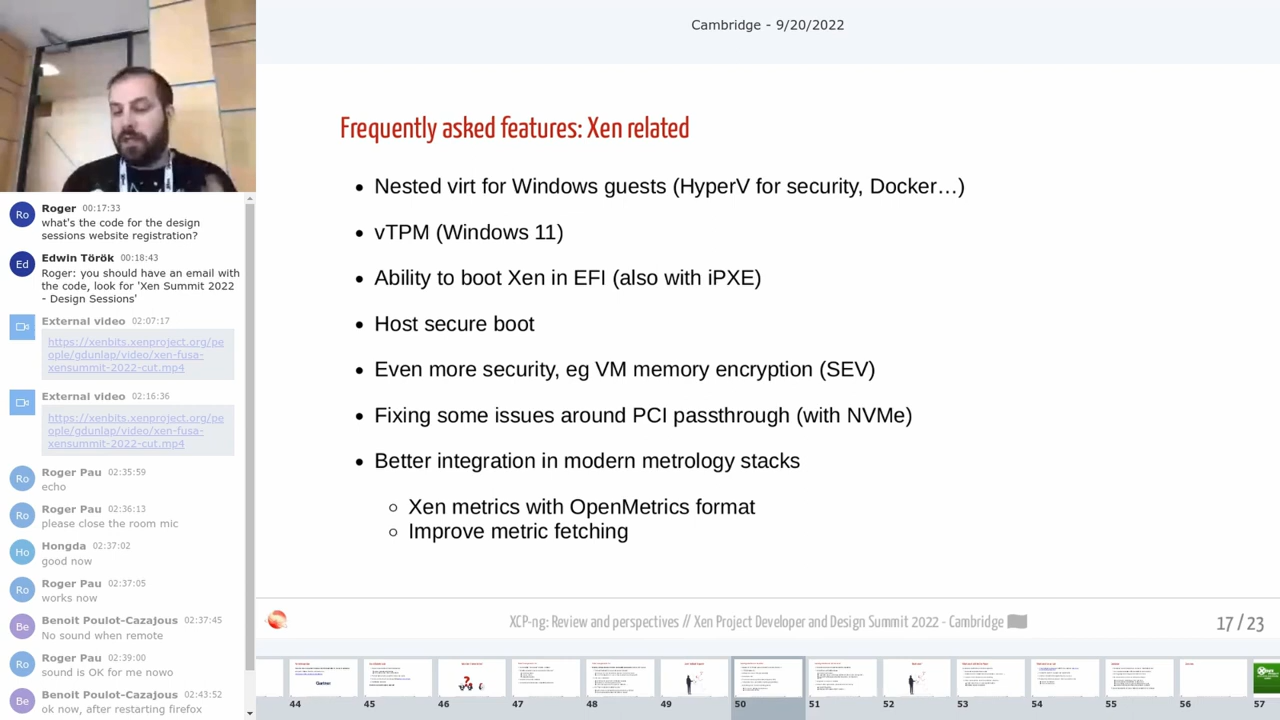 Cambridge - 9/20/2022
Ro
Roger 00:17:33
what's the code for the design
sessions website registration?
Ed
Edwin Török 00:18:43
Roger: you should have an email with
the code, look for 'Xen Summit 2022
- Design Sessions'
External video 02:07:17
https://xenbits.xenproject.org/pe
ople/gdunlap/video/xen-fusa-
xensummit-2022-cut.mp4
External video 02:16:36
https://xenbits.xenproject.org/pe
ople/gdunlap/video/xen-fusa-
xensummit-2022-cut.mp4
Ro
Roger Pau 02:35:59
echo
Ro
Roger Pau 02:36:13
please close the room mic
Ho
Hongda 02:37:02
good now
Ro
Roger Pau 02:37:05
works now
Be
Benoit Poulot-Cazajous 02:37:45
No sound when remote
Ro
Roger Pau 02:39:00
Sound is OK for me now
Be
Benoit Poulot-Cazajous 02:43:52
ok now, after restarting firefox
Frequently asked features: Xen related
• Nested virt for Windows guests (HyperV for security, Docker…)
• vTPM (Windows 11)
• Ability to boot Xen in EFI (also with iPXE)
• Host secure boot
• Even more security, eg VM memory encryption (SEV)
• Fixing some issues around PCI passthrough (with NVMe)
• Better integration in modern metrology stacks
○ Xen metrics with OpenMetrics format
○ Improve metric fetching
XCP-ng: Review and perspectives // Xen Project Developer and Design Summit 2022 - Cambridge
17 / 23
44 45 46 47 48 49 50 51 52 53 54 55 56 57